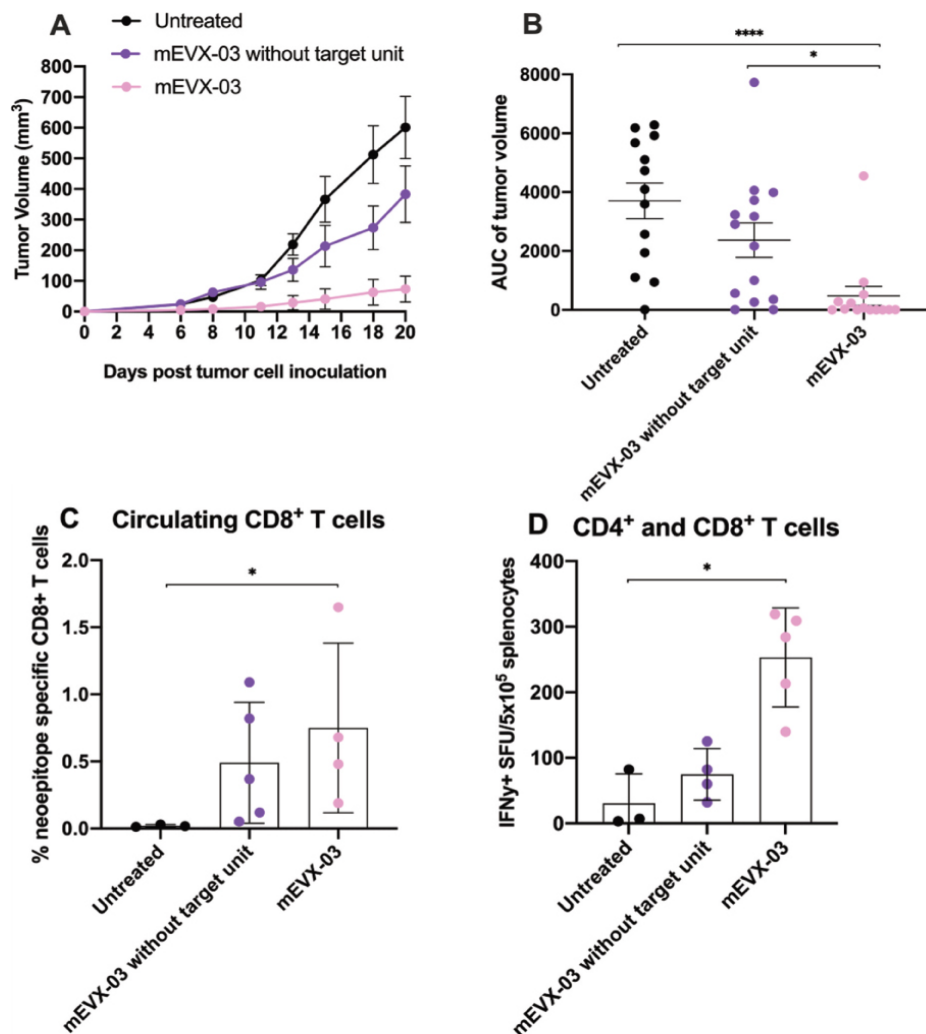 A
Untreated
mEVX-03 without target unit
mEVX-03
Tumor Volume (mm³)
800
700
600
500
400
300
200
100
0
0 2 4 6 8 10 12 14 16 18 20
Days post tumor cell inoculation
B
****
*
AUC of tumor volume
8000
6000
4000
2000
0
Untreated
mEVX-03 without target unit
mEVX-03
C Circulating CD8⁺ T cells
*
% neoepitope specific CD8+ T cells
2.0
1.5
1.0
0.5
0.0
Untreated
mEVX-03 without target unit
mEVX-03
D CD4⁺ and CD8⁺ T cells
*
IFNy+ SFU/5x10⁵ splenocytes
400
300
200
100
0
Untreated
mEVX-03 without target unit
mEVX-03